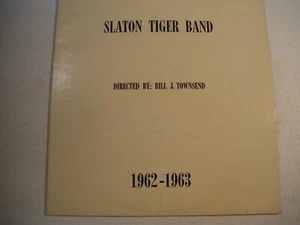 SLATON TIGER BAND
DIRECTED BY: BILL J. TOWNSEND
1962-1963